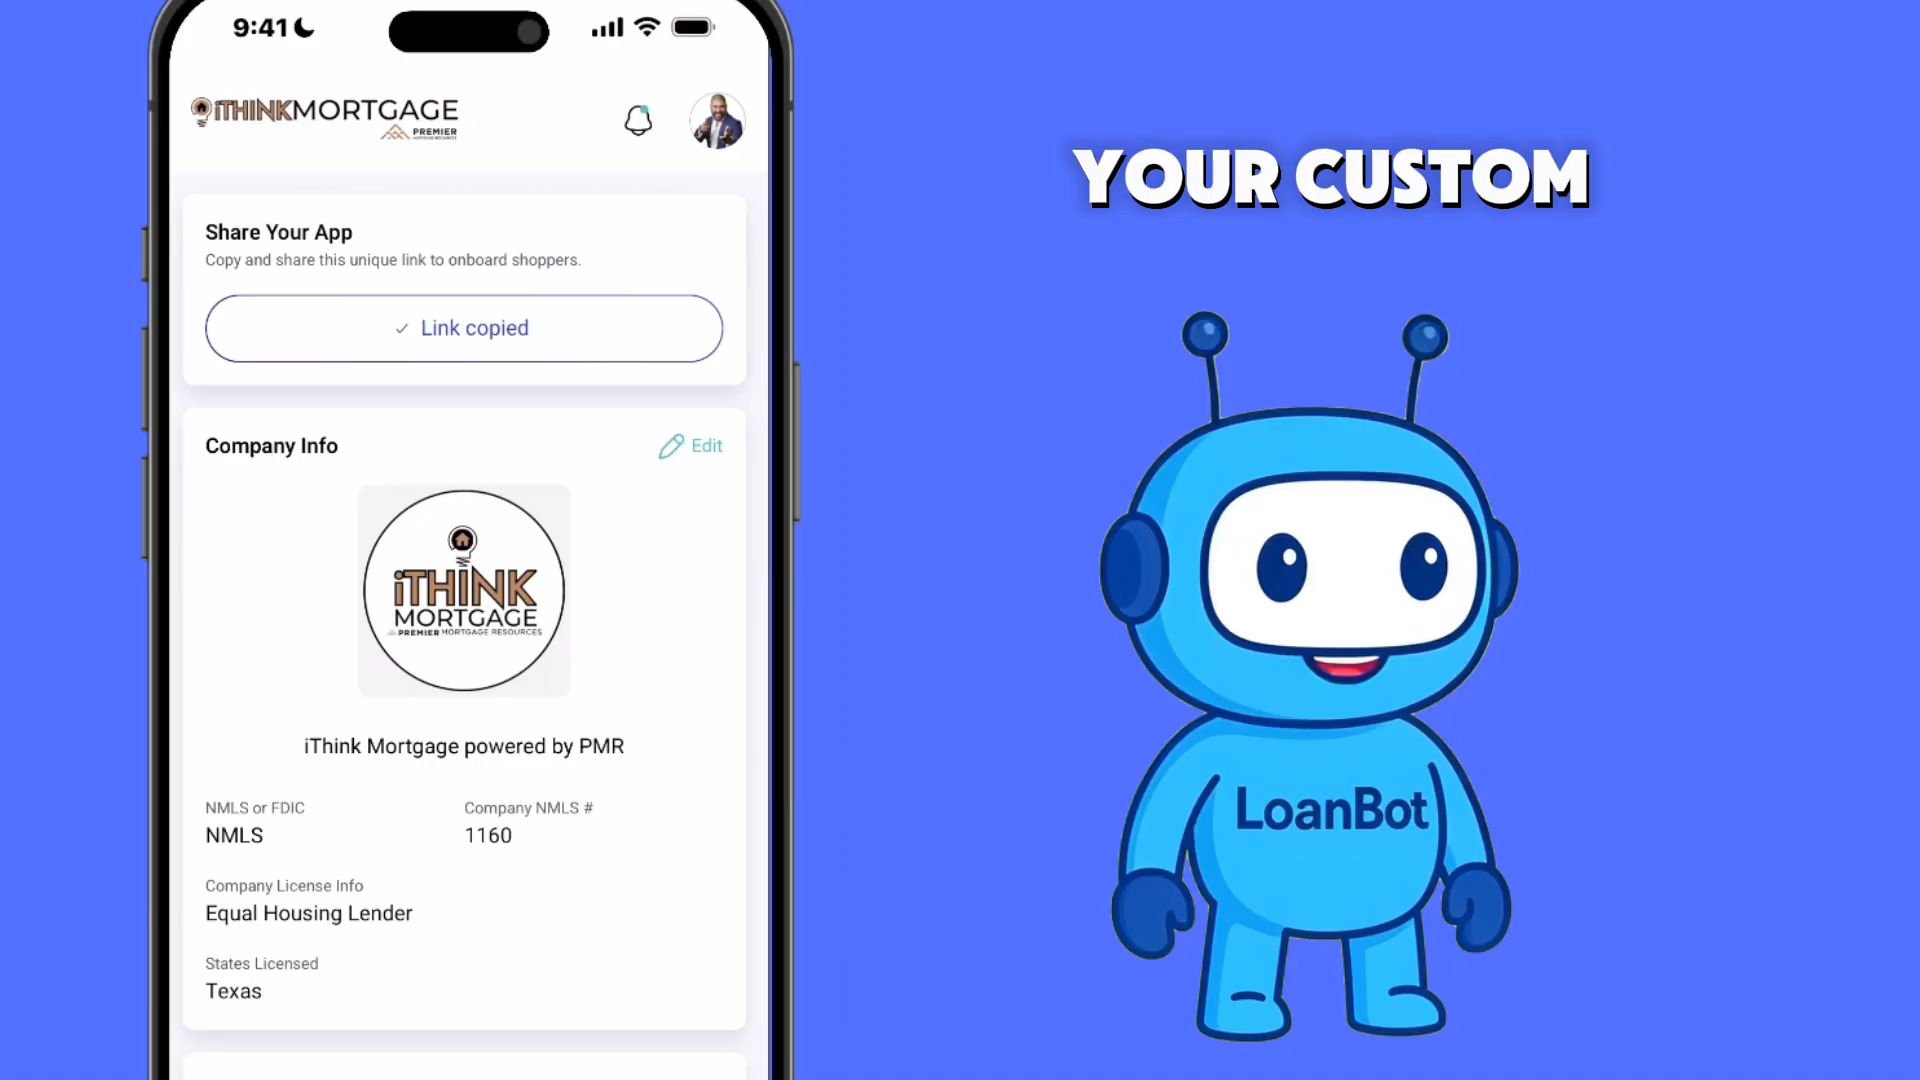 9:41
iTHINKMORTGAGE
PREMIER
MORTGAGE RESOURCES
Share Your App
Copy and share this unique link to onboard shoppers.
Link copied
Company Info
Edit
iTHINK
MORTGAGE
PREMIER MORTGAGE RESOURCES
iThink Mortgage powered by PMR
NMLS or FDIC
Company NMLS #
NMLS
1160
Company License Info
Equal Housing Lender
States Licensed
Texas
YOUR CUSTOM
LoanBot